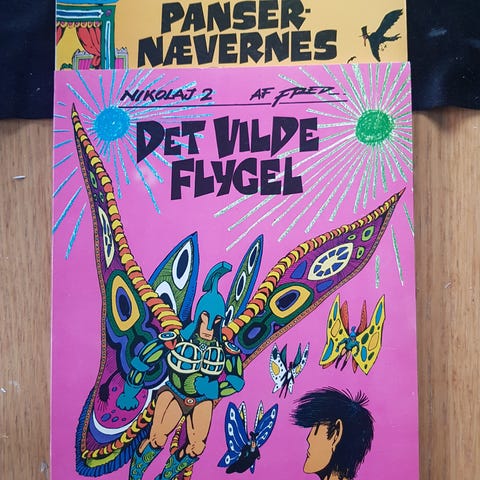 PANSER-
NÆVERNES
NIKOLAJ 2 AF FRED...
DET VILDE
FLYGEL